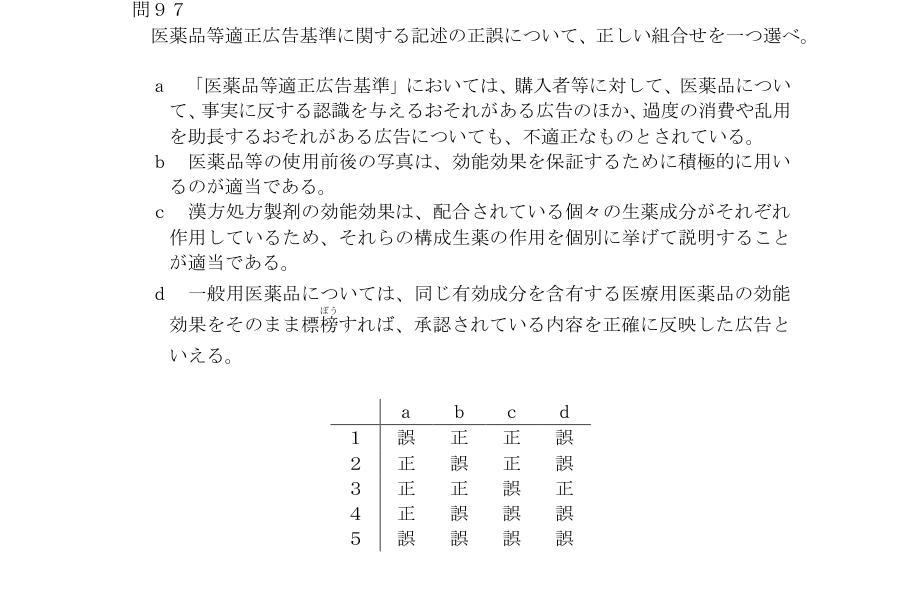 問９７
医薬品等適正広告基準に関する記述の正誤について、正しい組合せを一つ選べ。
a 「医薬品等適正広告基準」においては、購入者等に対して、医薬品につい
て、事実に反する認識を与えるおそれがある広告のほか、過度の消費や乱用
を助長するおそれがある広告についても、不適正なものとされている。
b 医薬品等の使用前後の写真は、効能効果を保証するために積極的に用い
るのが適当である。
c 漢方処方製剤の効能効果は、配合されている個々の生薬成分がそれぞれ
作用しているため、それらの構成生薬の作用を個別に挙げて説明すること
が適当である。
d 一般用医薬品については、同じ有効成分を含有する医療用医薬品の効能
ぼう
効果をそのまま標榜すれば、承認されている内容を正確に反映した広告と
いえる。
a b c d
1 誤 正 正 誤
2 正 誤 正 誤
3 正 正 誤 正
4 正 誤 誤 誤
5 誤 誤 誤 誤